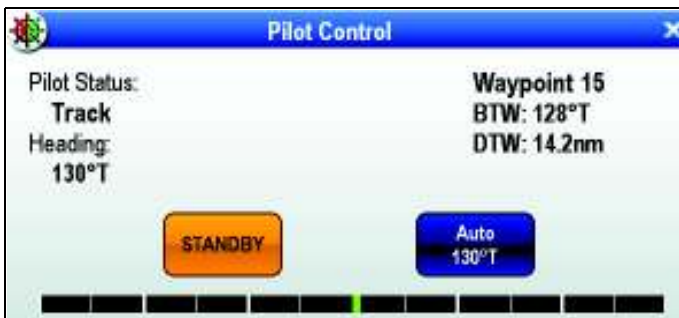 Pilot Control
Pilot Status:
Track
Heading:
130°T
Waypoint 15
BTW: 128°T
DTW: 14.2nm
STANDBY
Auto
130°T